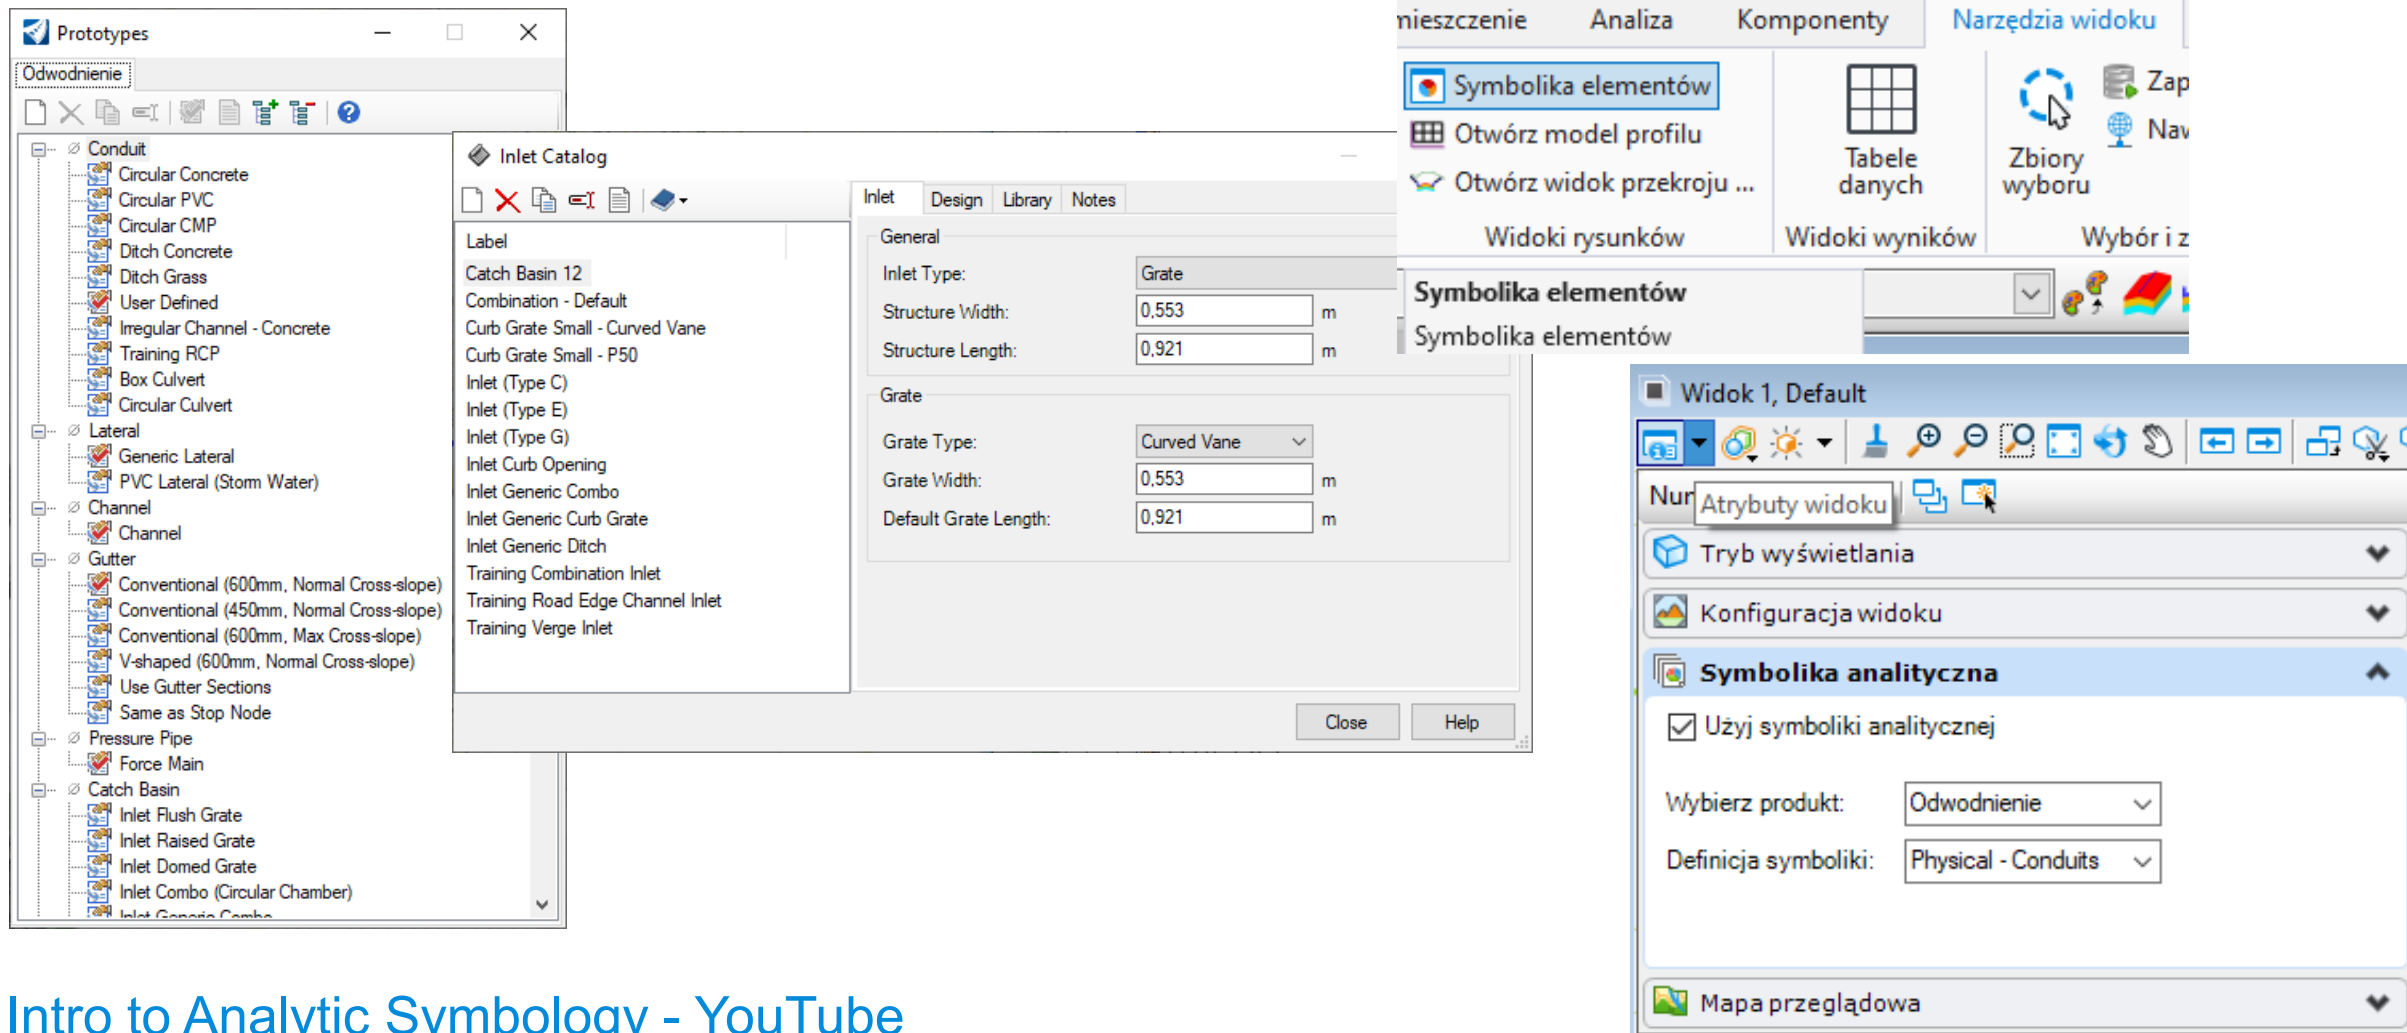 Prototypes
Odwodnienie
Conduit
Circular Concrete
Circular PVC
Circular CMP
Ditch Concrete
Ditch Grass
User Defined
Irregular Channel - Concrete
Training RCP
Box Culvert
Circular Culvert
Lateral
Generic Lateral
PVC Lateral (Storm Water)
Channel
Channel
Gutter
Conventional (600mm, Normal Cross-slope)
Conventional (450mm, Normal Cross-slope)
Conventional (600mm, Max Cross-slope)
V-shaped (600mm, Normal Cross-slope)
Use Gutter Sections
Same as Stop Node
Pressure Pipe
Force Main
Catch Basin
Inlet Flush Grate
Inlet Raised Grate
Inlet Domed Grate
Inlet Combo (Circular Chamber)
Inlet Generic Combo
Inlet Catalog
Label
Catch Basin 12
Combination - Default
Curb Grate Small - Curved Vane
Curb Grate Small - P50
Inlet (Type C)
Inlet (Type E)
Inlet (Type G)
Inlet Curb Opening
Inlet Generic Combo
Inlet Generic Curb Grate
Inlet Generic Ditch
Training Combination Inlet
Training Road Edge Channel Inlet
Training Verge Inlet
Inlet Design Library Notes
General
Inlet Type: Grate
Structure Width: 0,553 m
Structure Length: 0,921 m
Grate
Grate Type: Curved Vane
Grate Width: 0,553 m
Default Grate Length: 0,921 m
Close Help
mieszczenie Analiza Komponenty Narzędzia widoku
Symbolika elementów
Otwórz model profilu
Otwórz widok przekroju ...
Widoki rysunków
Tabele
danych
Widoki wyników
Zbiory
wyboru
Zap
Naw
Wybór i z
Symbolika elementów
Symbolika elementów
Widok 1, Default
Nur
Atrybuty widoku
Tryb wyświetlania
Konfiguracja widoku
Symbolika analityczna
Użyj symboliki analitycznej
Wybierz produkt: Odwodnienie
Definicja symboliki: Physical - Conduits
Mapa przeglądowa
Intro to Analytic Symbology - YouTube